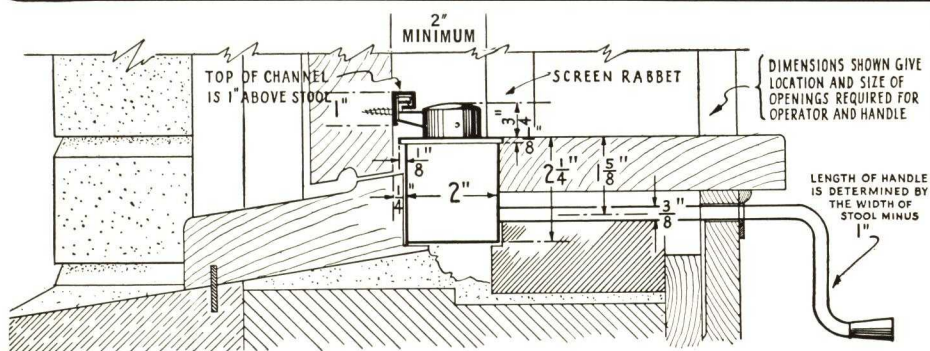 2"
MINIMUM
TOP OF CHANNEL
IS 1" ABOVE STOOL
1"
SCREEN RABBET
DIMENSIONS SHOWN GIVE
LOCATION AND SIZE OF
OPENINGS REQUIRED FOR
OPERATOR AND HANDLE
3/4"
1/8"
1/8"
1/4"
2"
2 1/4"
1 5/8"
3/8"
LENGTH OF HANDLE
IS DETERMINED BY
THE WIDTH OF
STOOL MINUS
1"